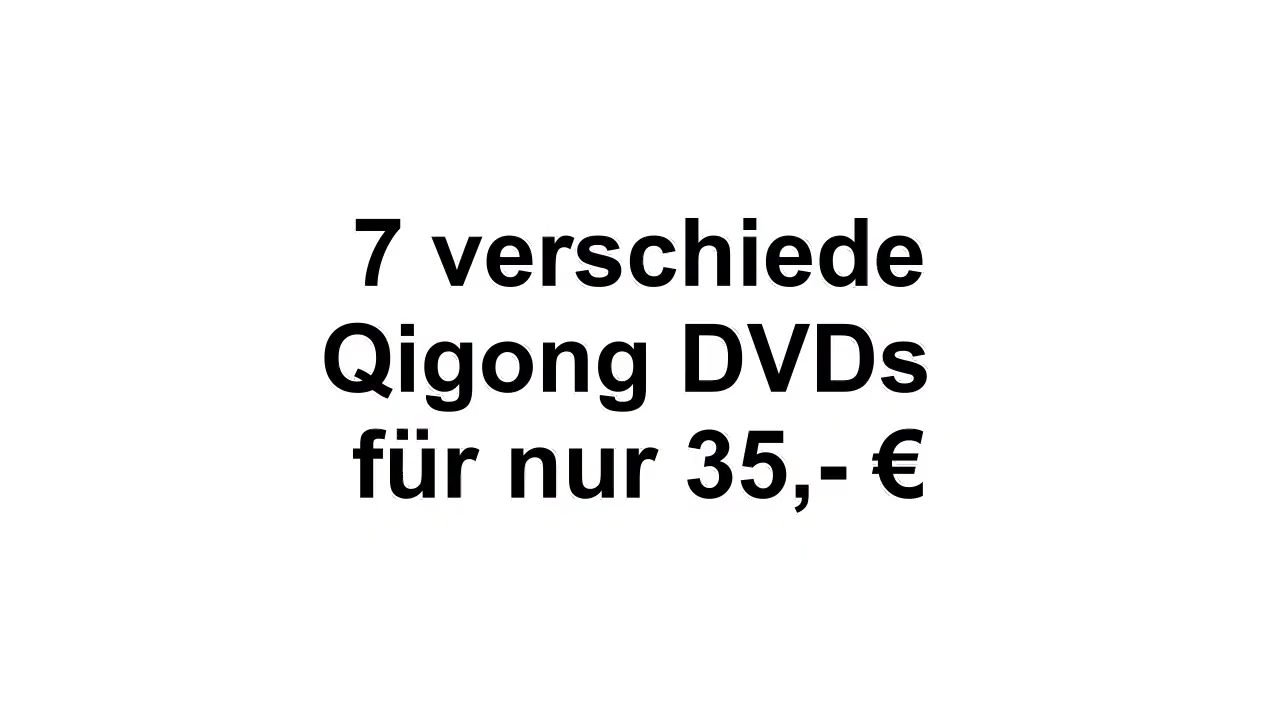 7 verschiede
Qigong DVDs
für nur 35,- €